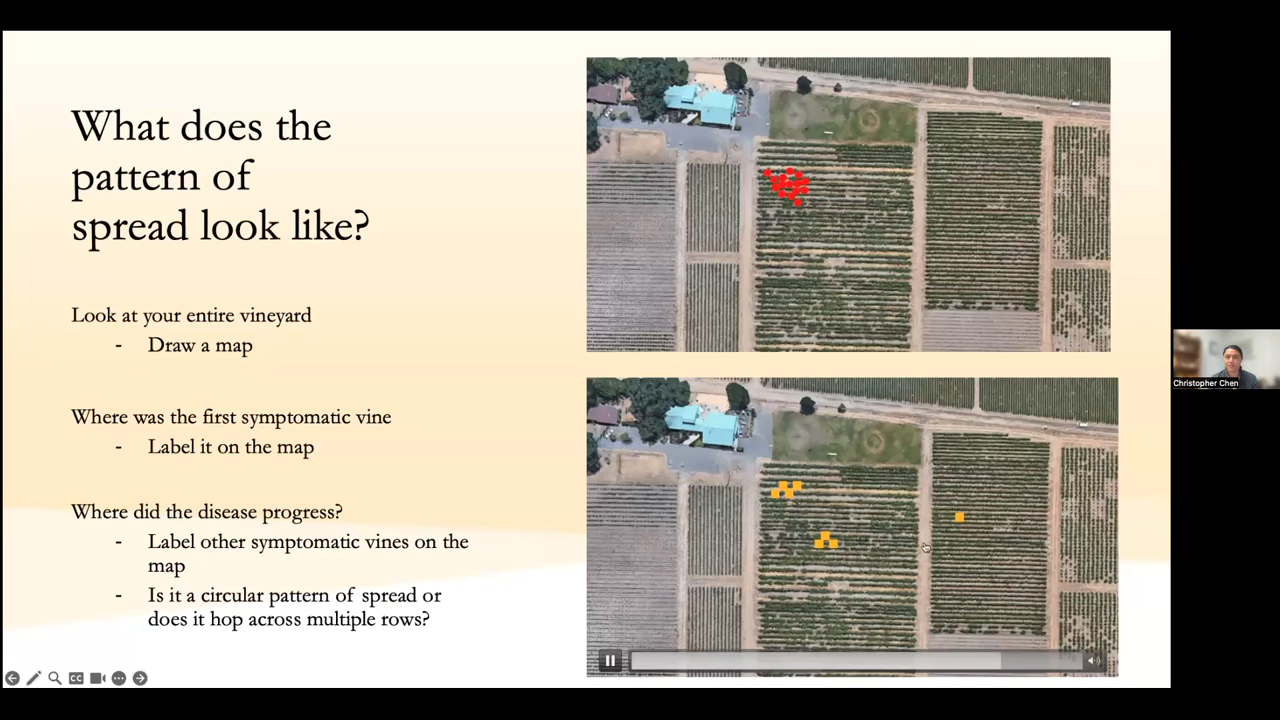 What does the
pattern of
spread look like?
Look at your entire vineyard
- Draw a map
Where was the first symptomatic vine
- Label it on the map
Where did the disease progress?
- Label other symptomatic vines on the
map
- Is it a circular pattern of spread or
does it hop across multiple rows?
Christopher Chen
CC